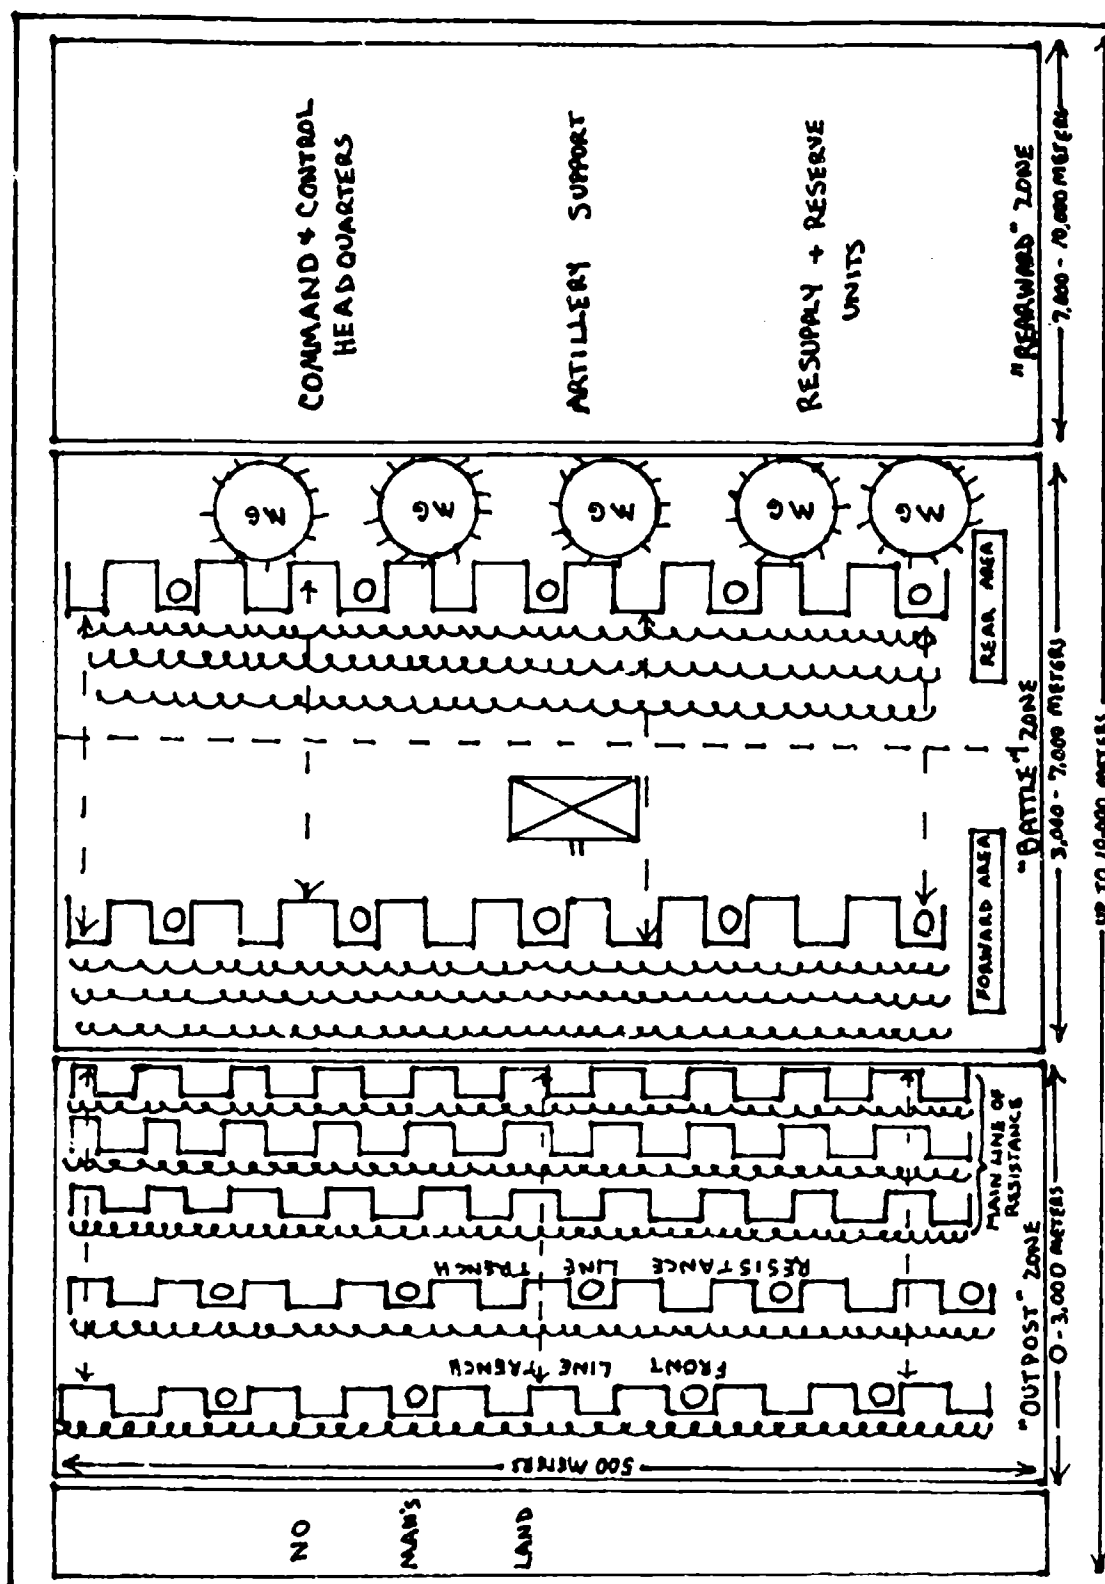 COMMAND & CONTROL
HEADQUARTERS
ARTILLERY SUPPORT
RESUPPLY + RESERVE
UNITS
"REARWARD" ZONE
7,000 - 10,000 METERS
MG
MG
MG
MG
MG
REAR AREA
FORWARD AREA
"BATTLE" ZONE
3,000 - 7,000 METERS
UP TO 10,000 METERS
MAIN LINE OF
RESISTANCE
RESISTANCE LINE TRENCH
FRONT LINE TRENCH
"OUTPOST" ZONE
0 - 3,000 METERS
500 METERS
NO
MAN'S
LAND